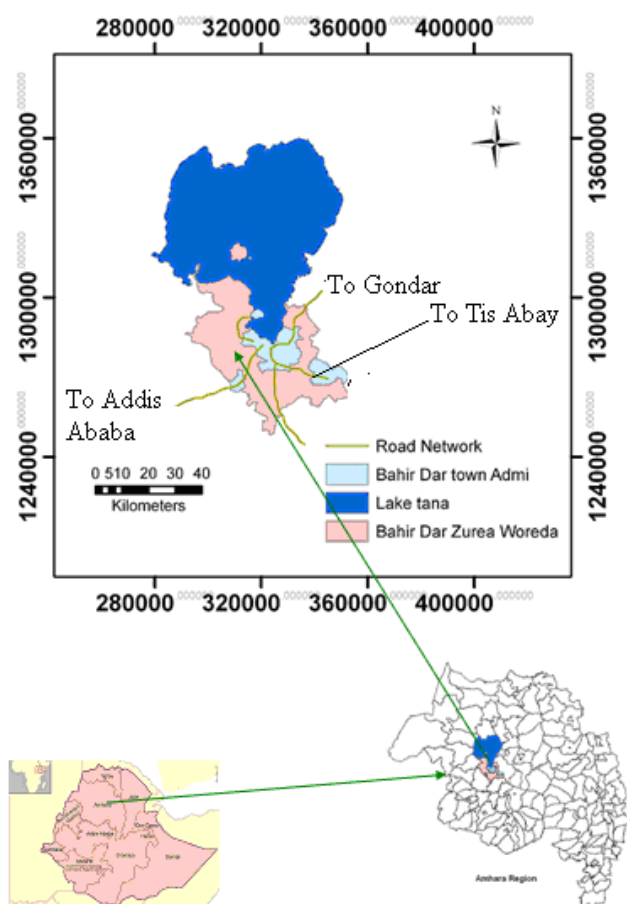 280000 320000 360000 400000
1360000
1360000
N
To Gondar
1300000
1300000
To Tis Abay
To Addis
Ababa
Road Network
Bahir Dar town Admi
Lake tana
Bahir Dar Zurea Woreda
0 510 20 30 40
Kilometers
1240000
1240000
280000 320000 360000 400000
Amhara Region